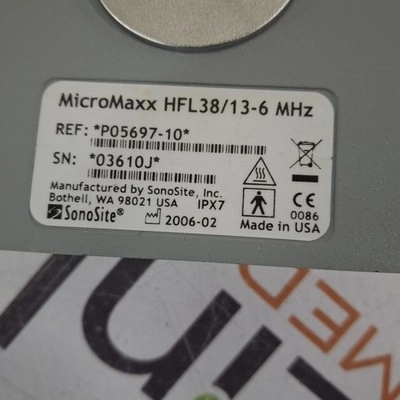 MicroMaxx HFL38/13-6 MHz
REF: *P05697-10*
SN: *03610J*
Manufactured by SonoSite, Inc.
Bothell, WA 98021 USA IPX7
SonoSite® 2006-02
CE
0086
Made in USA
MED